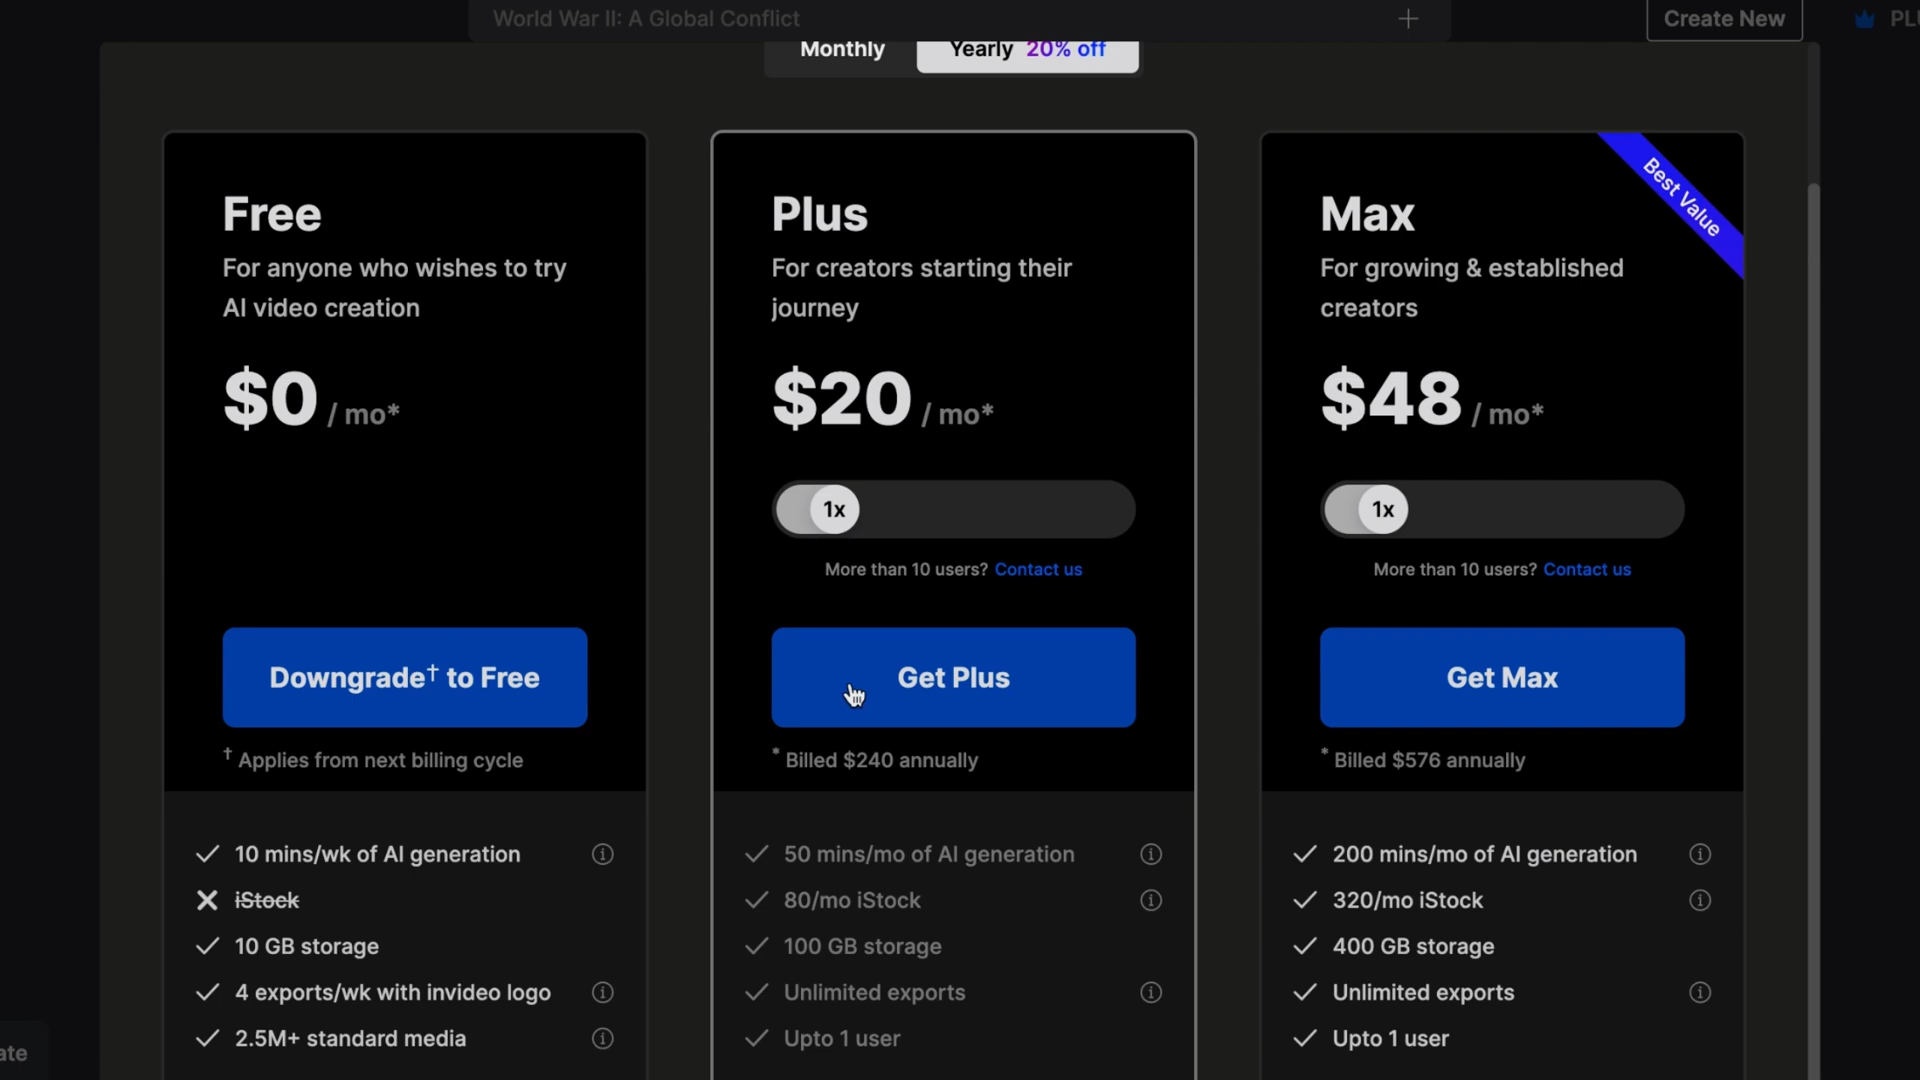 World War II: A Global Conflict
Create New
Monthly
Yearly 20% off
Free
For anyone who wishes to try
AI video creation
$0 / mo*
Downgrade† to Free
† Applies from next billing cycle
10 mins/wk of AI generation
iStock
10 GB storage
4 exports/wk with invideo logo
2.5M+ standard media
Plus
For creators starting their
journey
$20 / mo*
1x
More than 10 users? Contact us
Get Plus
* Billed $240 annually
50 mins/mo of AI generation
80/mo iStock
100 GB storage
Unlimited exports
Upto 1 user
Best Value
Max
For growing & established
creators
$48 / mo*
1x
More than 10 users? Contact us
Get Max
* Billed $576 annually
200 mins/mo of AI generation
320/mo iStock
400 GB storage
Unlimited exports
Upto 1 user